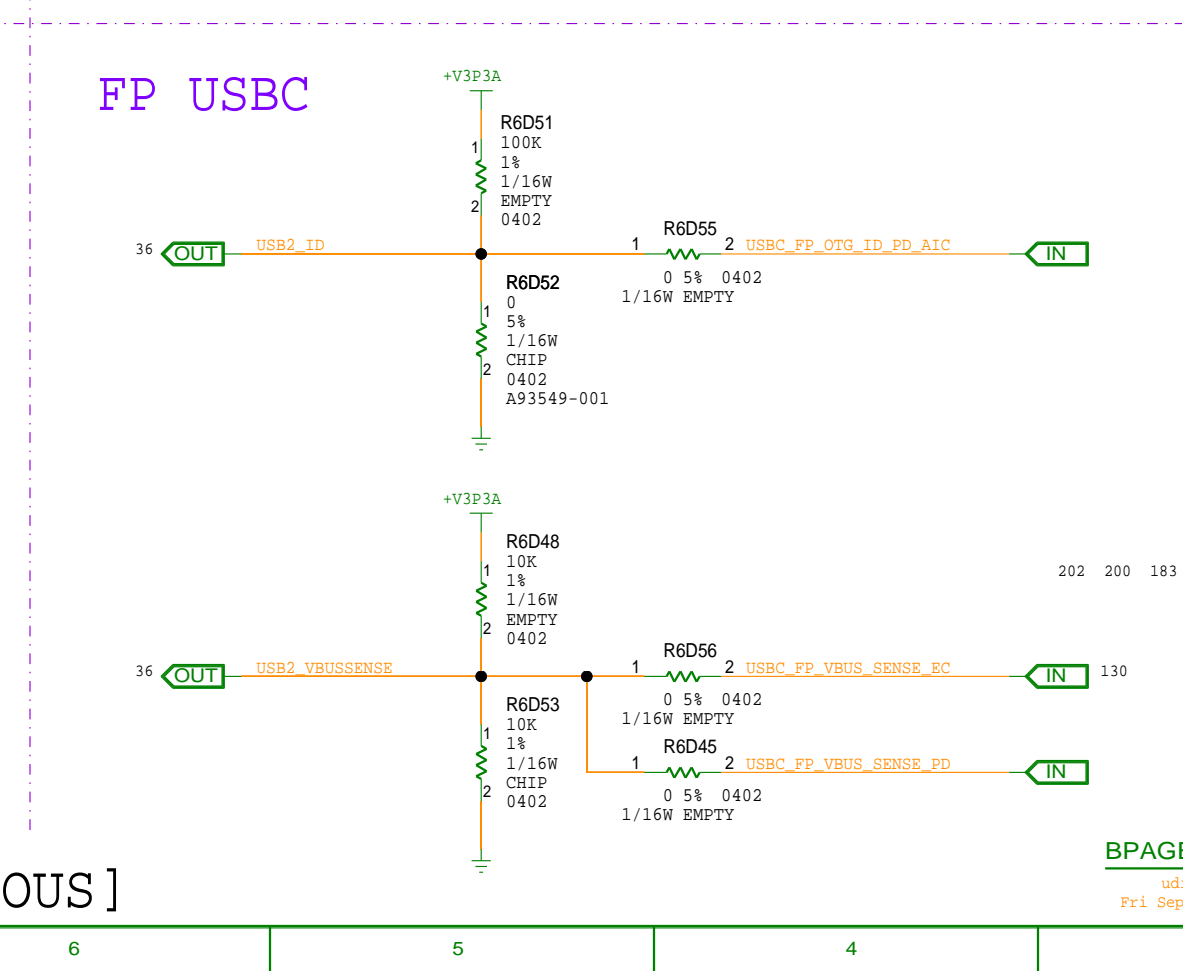 FP USBC
+V3P3A
R6D51
100K
1%
1/16W
EMPTY
0402
1
2
36 OUT USB2_ID
R6D55
1 2 USBC_FP_OTG_ID_PD_AIC IN
0 5% 0402
1/16W EMPTY
R6D52
0
5%
1/16W
CHIP
0402
A93549-001
1
2
+V3P3A
R6D48
10K
1%
1/16W
EMPTY
0402
1
2
202 200 183
36 OUT USB2_VBUSSENSE
R6D56
1 2 USBC_FP_VBUS_SENSE_EC IN 130
0 5% 0402
1/16W EMPTY
R6D53
10K
1%
1/16W
CHIP
0402
1
2
R6D45
1 2 USBC_FP_VBUS_SENSE_PD IN
0 5% 0402
1/16W EMPTY
OUS]
BPAGE
ud
Fri Sep
6 5 4